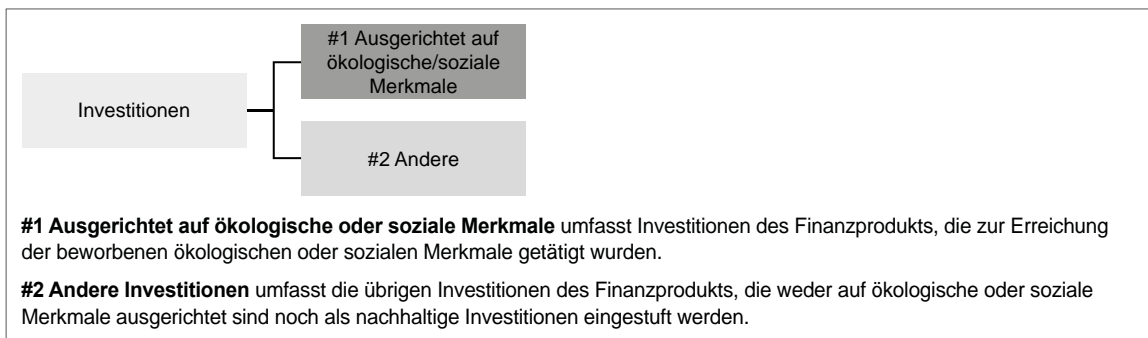 #1 Ausgerichtet auf
ökologische/soziale
Merkmale
Investitionen
#2 Andere
#1 Ausgerichtet auf ökologische oder soziale Merkmale umfasst Investitionen des Finanzprodukts, die zur Erreichung
der beworbenen ökologischen oder sozialen Merkmale getätigt wurden.
#2 Andere Investitionen umfasst die übrigen Investitionen des Finanzprodukts, die weder auf ökologische oder soziale
Merkmale ausgerichtet sind noch als nachhaltige Investitionen eingestuft werden.